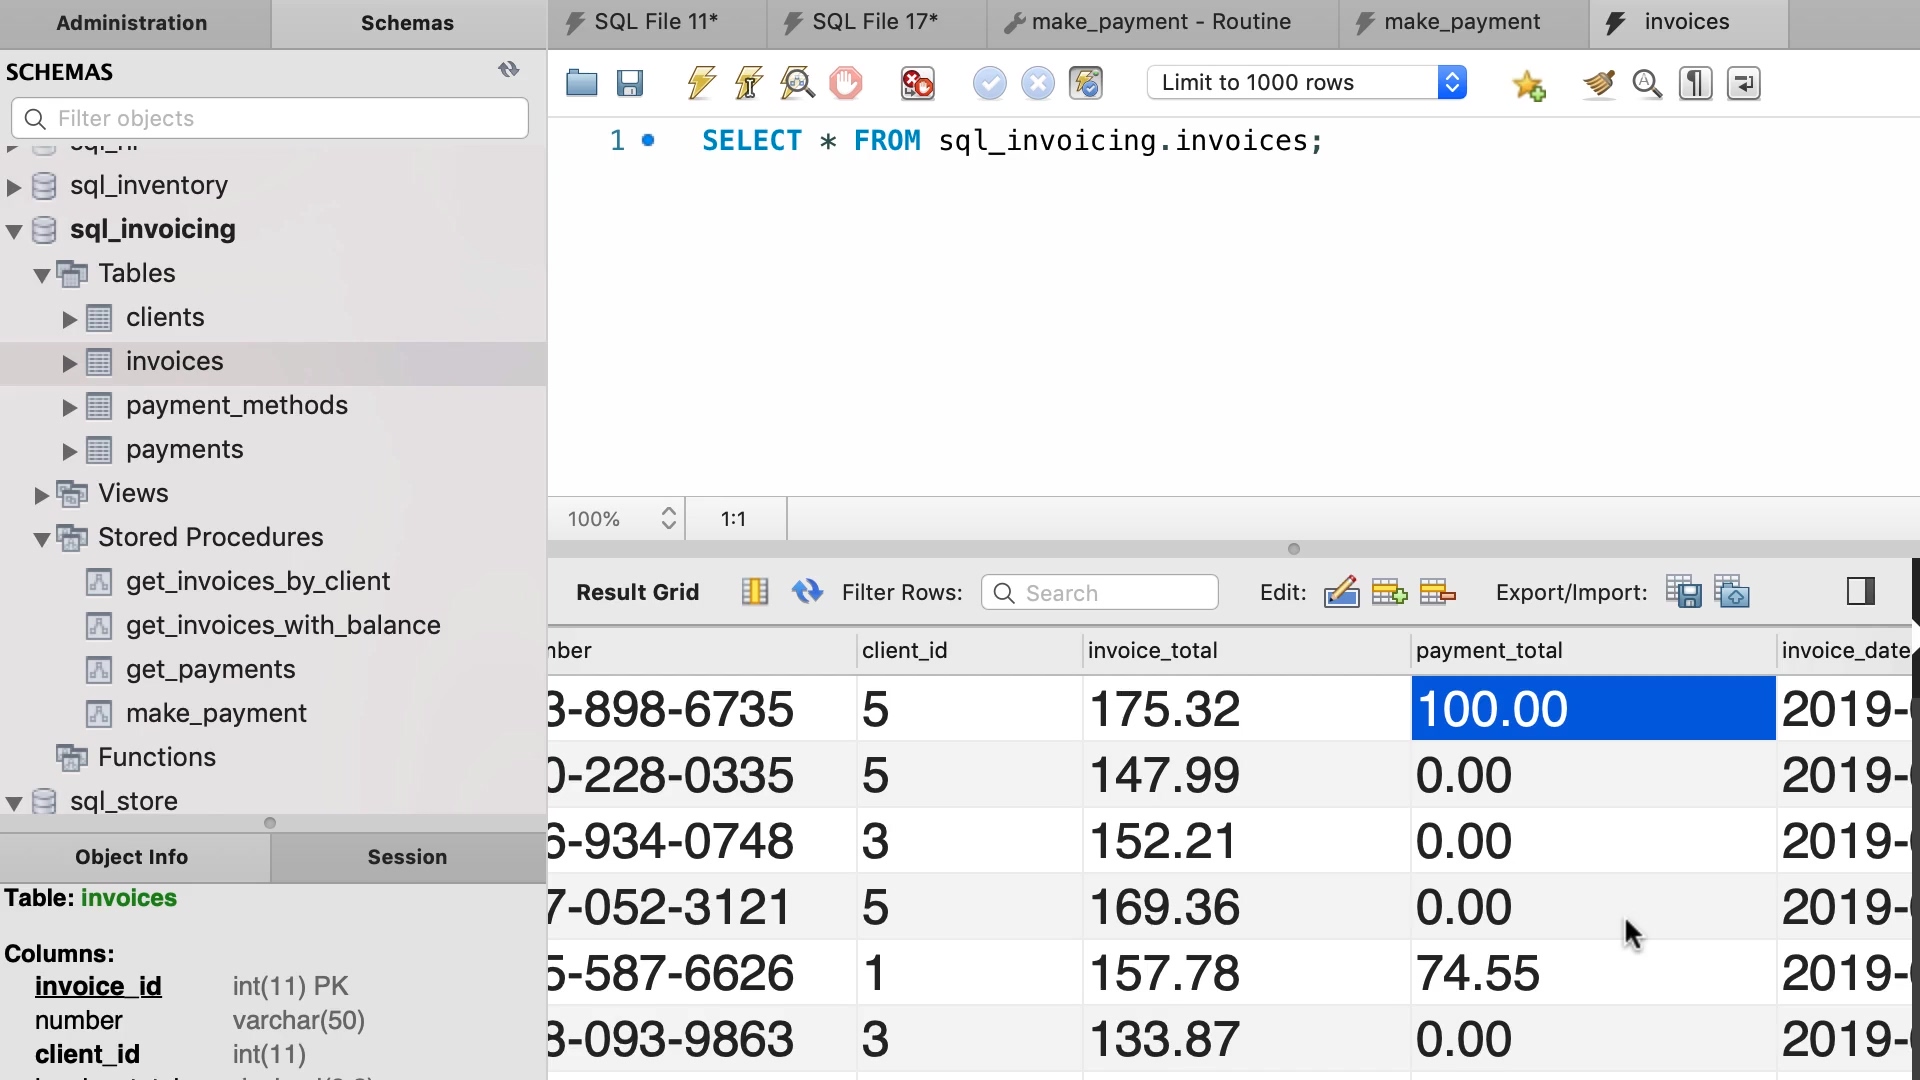 Administration
Schemas
SQL File 11*
SQL File 17*
make_payment - Routine
make_payment
invoices
SCHEMAS
Limit to 1000 rows
Filter objects
1
SELECT * FROM sql_invoicing.invoices;
sql_inventory
sql_invoicing
Tables
clients
invoices
payment_methods
payments
Views
Stored Procedures
get_invoices_by_client
get_invoices_with_balance
get_payments
make_payment
Functions
sql_store
100%
1:1
Result Grid
Filter Rows:
Search
Edit:
Export/Import:
client_id invoice_total payment_total invoice_date
3-898-6735 5 175.32 100.00 2019-
0-228-0335 5 147.99 0.00 2019-
6-934-0748 3 152.21 0.00 2019-
7-052-3121 5 169.36 0.00 2019-
5-587-6626 1 157.78 74.55 2019-
3-093-9863 3 133.87 0.00 2019-
Object Info
Session
Table: invoices
Columns:
invoice_id int(11) PK
number varchar(50)
client_id int(11)